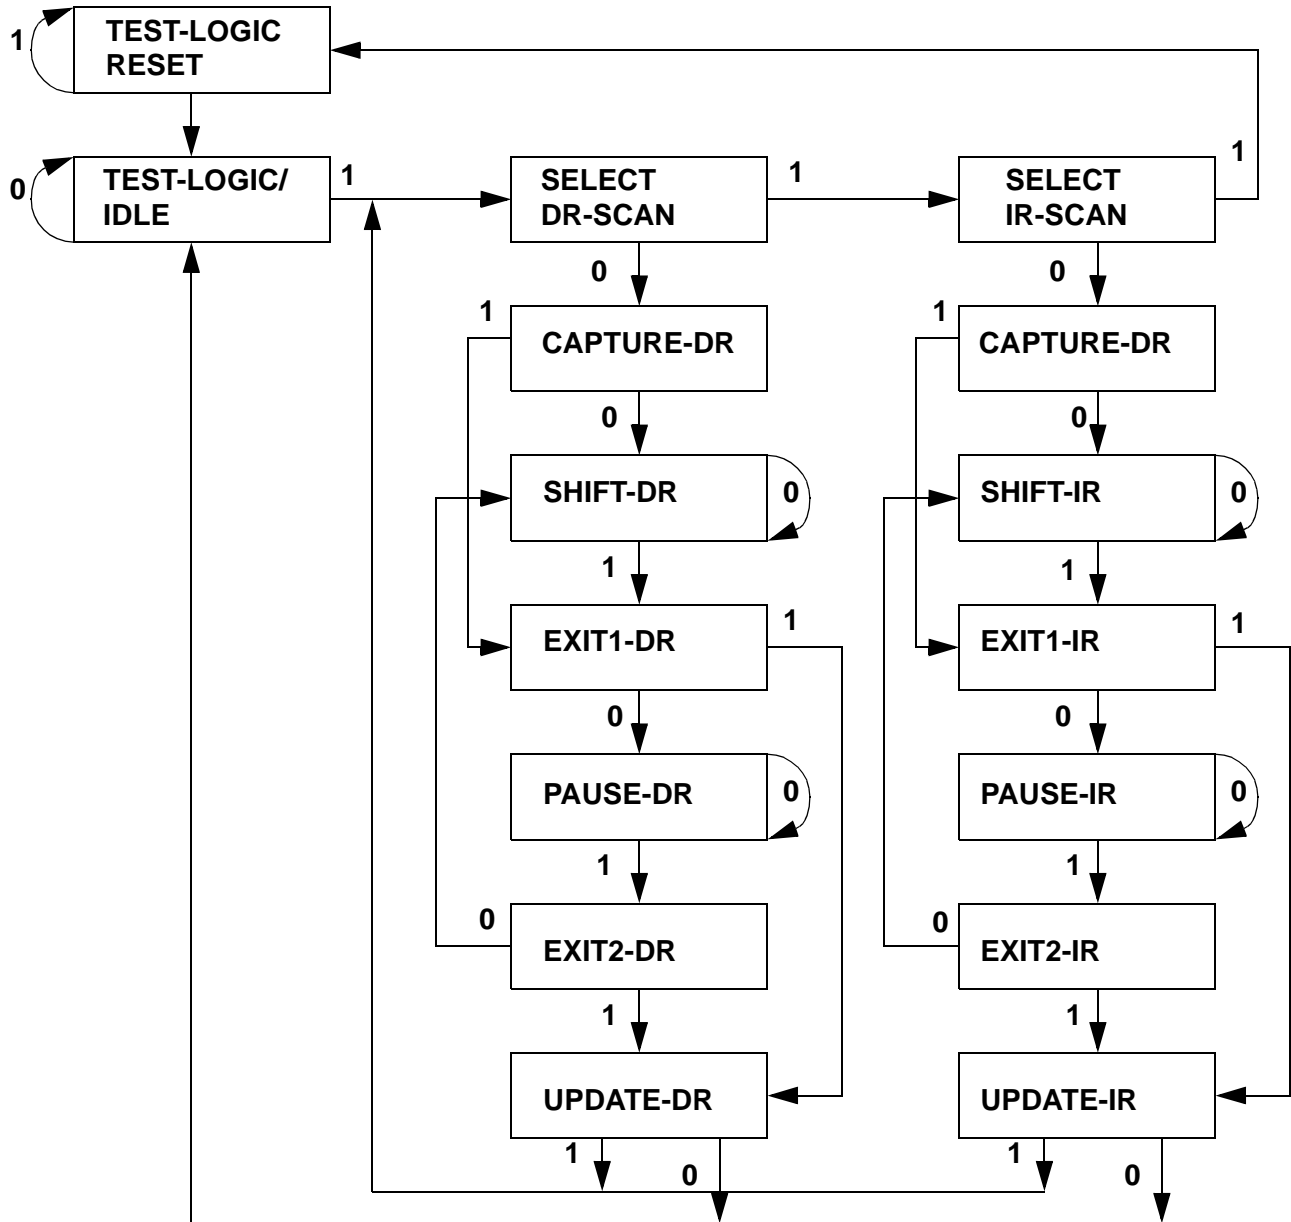 1
TEST-LOGIC
RESET
0
TEST-LOGIC/
IDLE
1
SELECT
DR-SCAN
1
SELECT
IR-SCAN
1
0
0
1
CAPTURE-DR
1
CAPTURE-DR
0
0
SHIFT-DR
0
SHIFT-IR
0
1
1
EXIT1-DR
1
EXIT1-IR
1
0
0
PAUSE-DR
0
PAUSE-IR
0
1
1
0
EXIT2-DR
0
EXIT2-IR
1
1
UPDATE-DR
UPDATE-IR
1
0
1
0